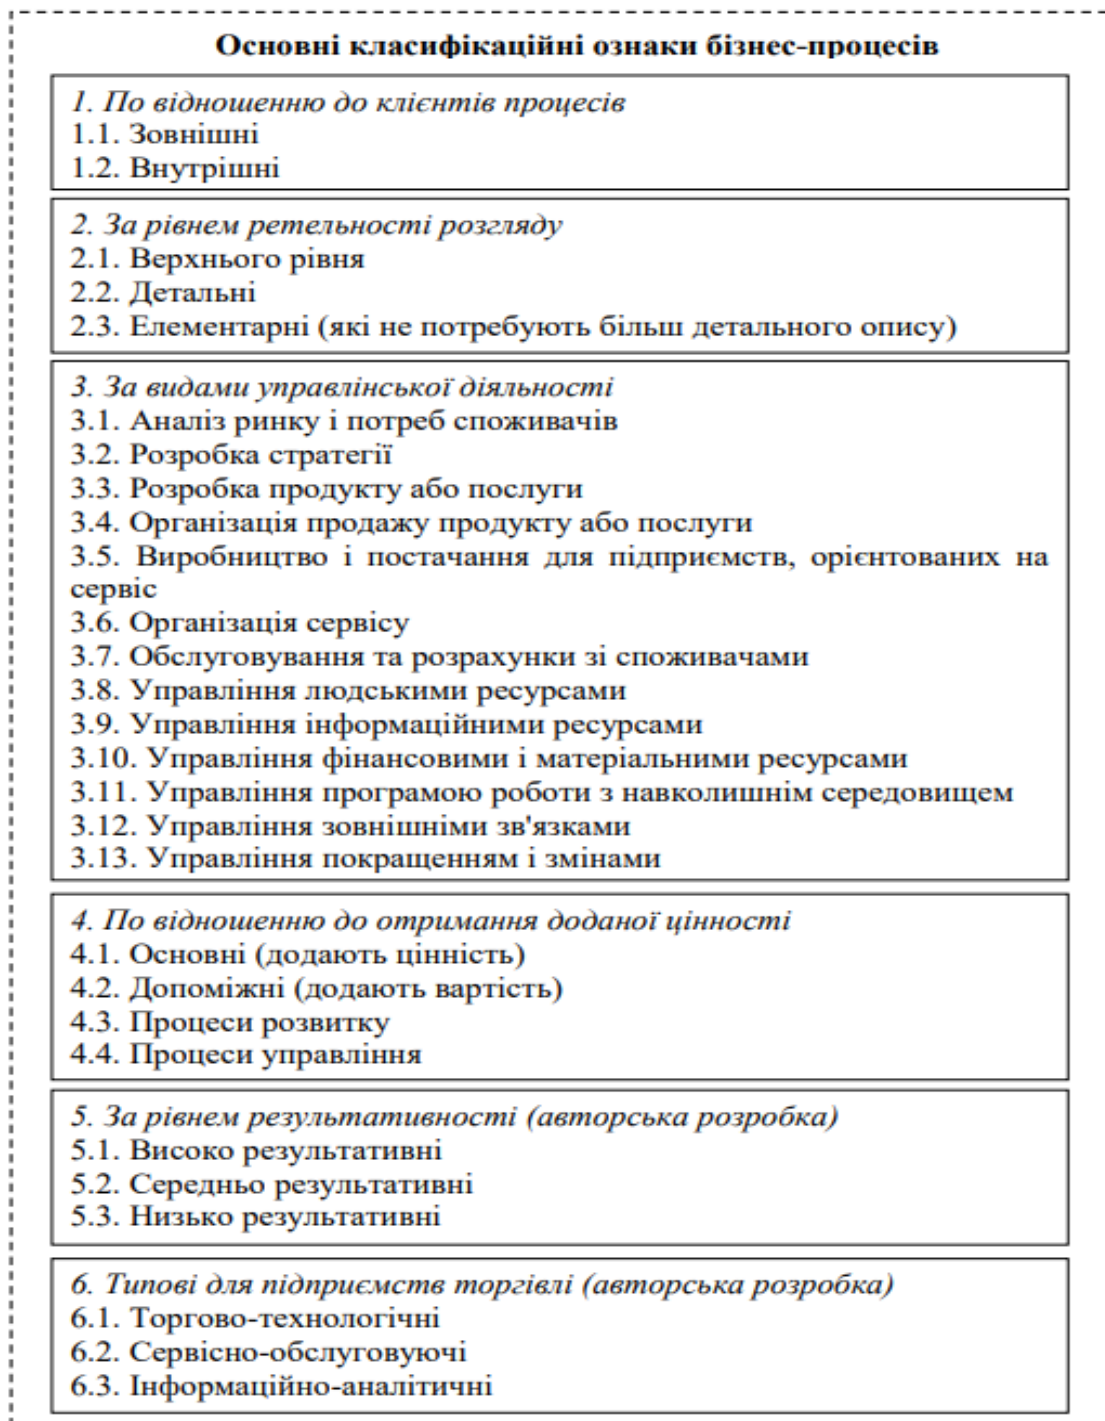 Основні класифікаційні ознаки бізнес-процесів
1. По відношенню до клієнтів процесів
1.1. Зовнішні
1.2. Внутрішні
2. За рівнем ретельності розгляду
2.1. Верхнього рівня
2.2. Детальні
2.3. Елементарні (які не потребують більш детального опису)
3. За видами управлінської діяльності
3.1. Аналіз ринку і потреб споживачів
3.2. Розробка стратегії
3.3. Розробка продукту або послуги
3.4. Організація продажу продукту або послуги
3.5. Виробництво і постачання для підприємств, орієнтованих на
сервіс
3.6. Організація сервісу
3.7. Обслуговування та розрахунки зі споживачами
3.8. Управління людськими ресурсами
3.9. Управління інформаційними ресурсами
3.10. Управління фінансовими і матеріальними ресурсами
3.11. Управління програмою роботи з навколишнім середовищем
3.12. Управління зовнішніми зв'язками
3.13. Управління покращенням і змінами
4. По відношенню до отримання доданої цінності
4.1. Основні (додають цінність)
4.2. Допоміжні (додають вартість)
4.3. Процеси розвитку
4.4. Процеси управління
5. За рівнем результативності (авторська розробка)
5.1. Високо результативні
5.2. Середньо результативні
5.3. Низько результативні
6. Типові для підприємств торгівлі (авторська розробка)
6.1. Торгово-технологічні
6.2. Сервісно-обслуговуючі
6.3. Інформаційно-аналітичні